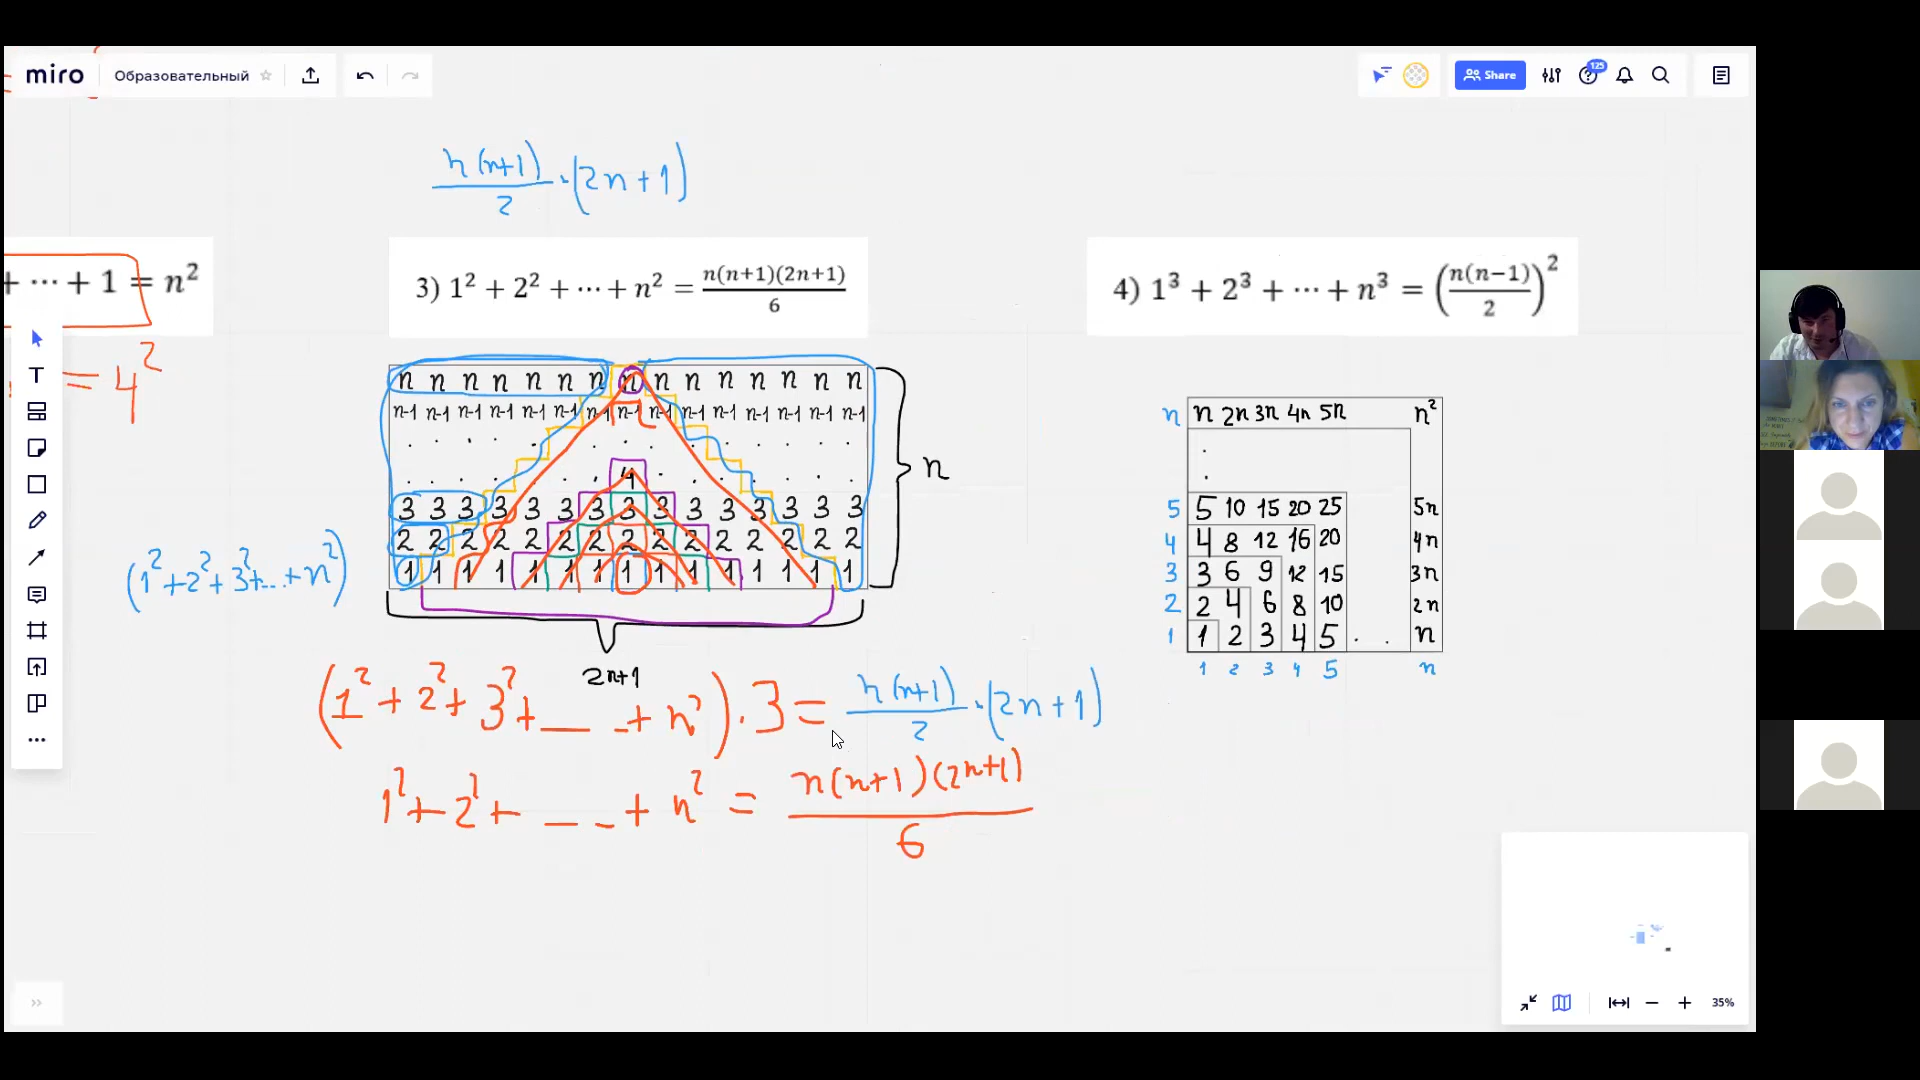 miro Образовательный Share 125
n(n+1)/2 · (2n+1)
+ ⋯ + 1 = n²
= 4²
3) 1² + 2² + ⋯ + n² = n(n+1)(2n+1)/6
n n n n n n n n n n n n n n n
n-1 n-1 n-1 n-1 n-1 n-1 n-1 n-1 n-1 n-1 n-1 n-1 n-1 n-1 n-1
4
3 3 3 3 3 3 3 3 3 3 3 3 3 3 3
2 2 2 2 2 2 2 2 2 2 2 2 2 2 2
1 1 1 1 1 1 1 1 1 1 1 1 1 1 1
n
2n+1
(1²+2²+3²+...+n²)
(1² + 2² + 3² + _ _ + n²) · 3 = n(n+1)/2 · (2n+1)
1² + 2² + _ _ + n² = n(n+1)(2n+1)/6
4) 1³ + 2³ + ⋯ + n³ = (n(n−1)/2)²
n n 2n 3n 4n 5n n²
.
.
5 5 10 15 20 25 5n
4 4 8 12 16 20 4n
3 3 6 9 12 15 3n
2 2 4 6 8 10 2n
1 1 2 3 4 5 . . n
1 2 3 4 5 n
35%